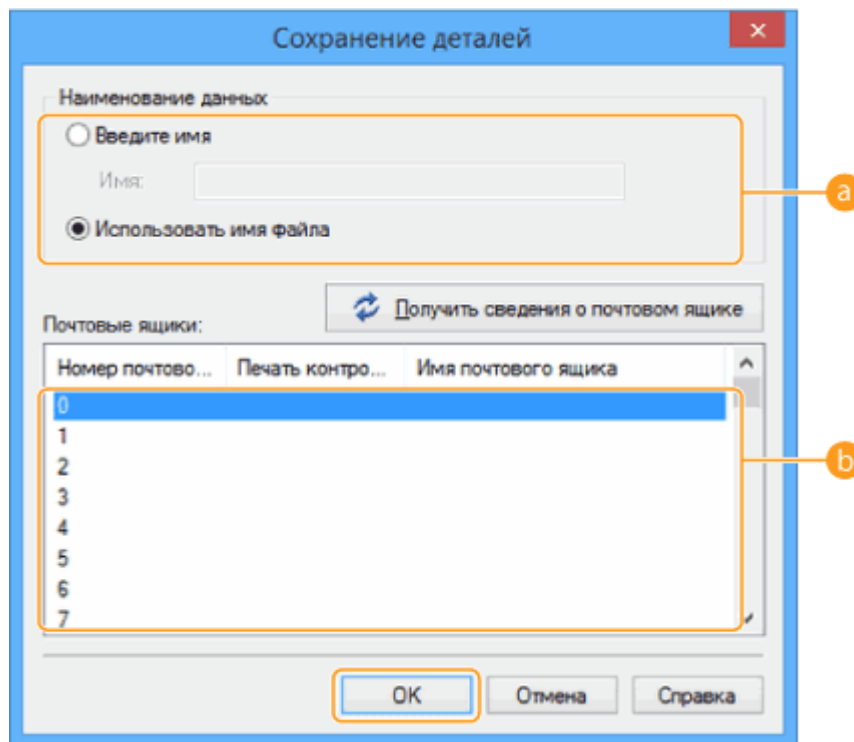 Сохранение деталей
Наименование данных
Введите имя
Имя:
a
Использовать имя файла
Получить сведения о почтовом ящике
Почтовые ящики:
Номер почтово... Печать контро... Имя почтового ящика
0
1
2
b
3
4
5
6
7
OK Отмена Справка